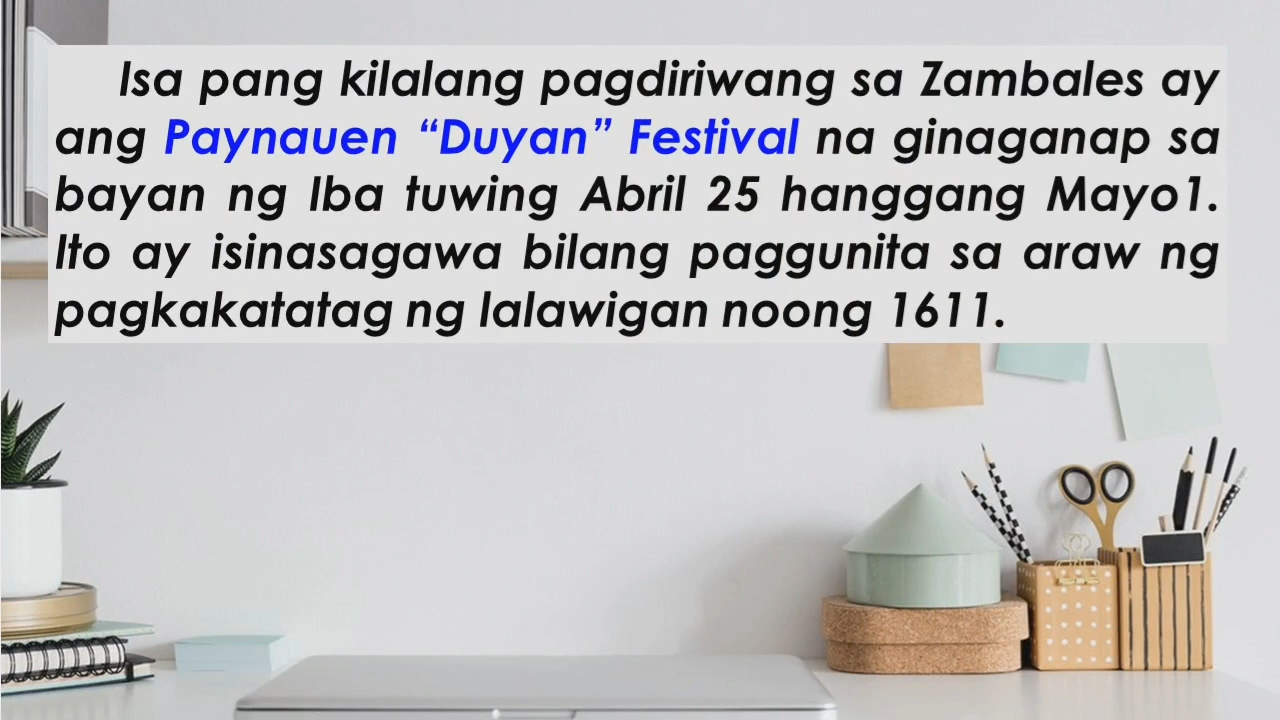 Isa pang kilalang pagdiriwang sa Zambales ay
ang Paynauen “Duyan” Festival na ginaganap sa
bayan ng Iba tuwing Abril 25 hanggang Mayo1.
Ito ay isinasagawa bilang paggunita sa araw ng
pagkakatatag ng lalawigan noong 1611.